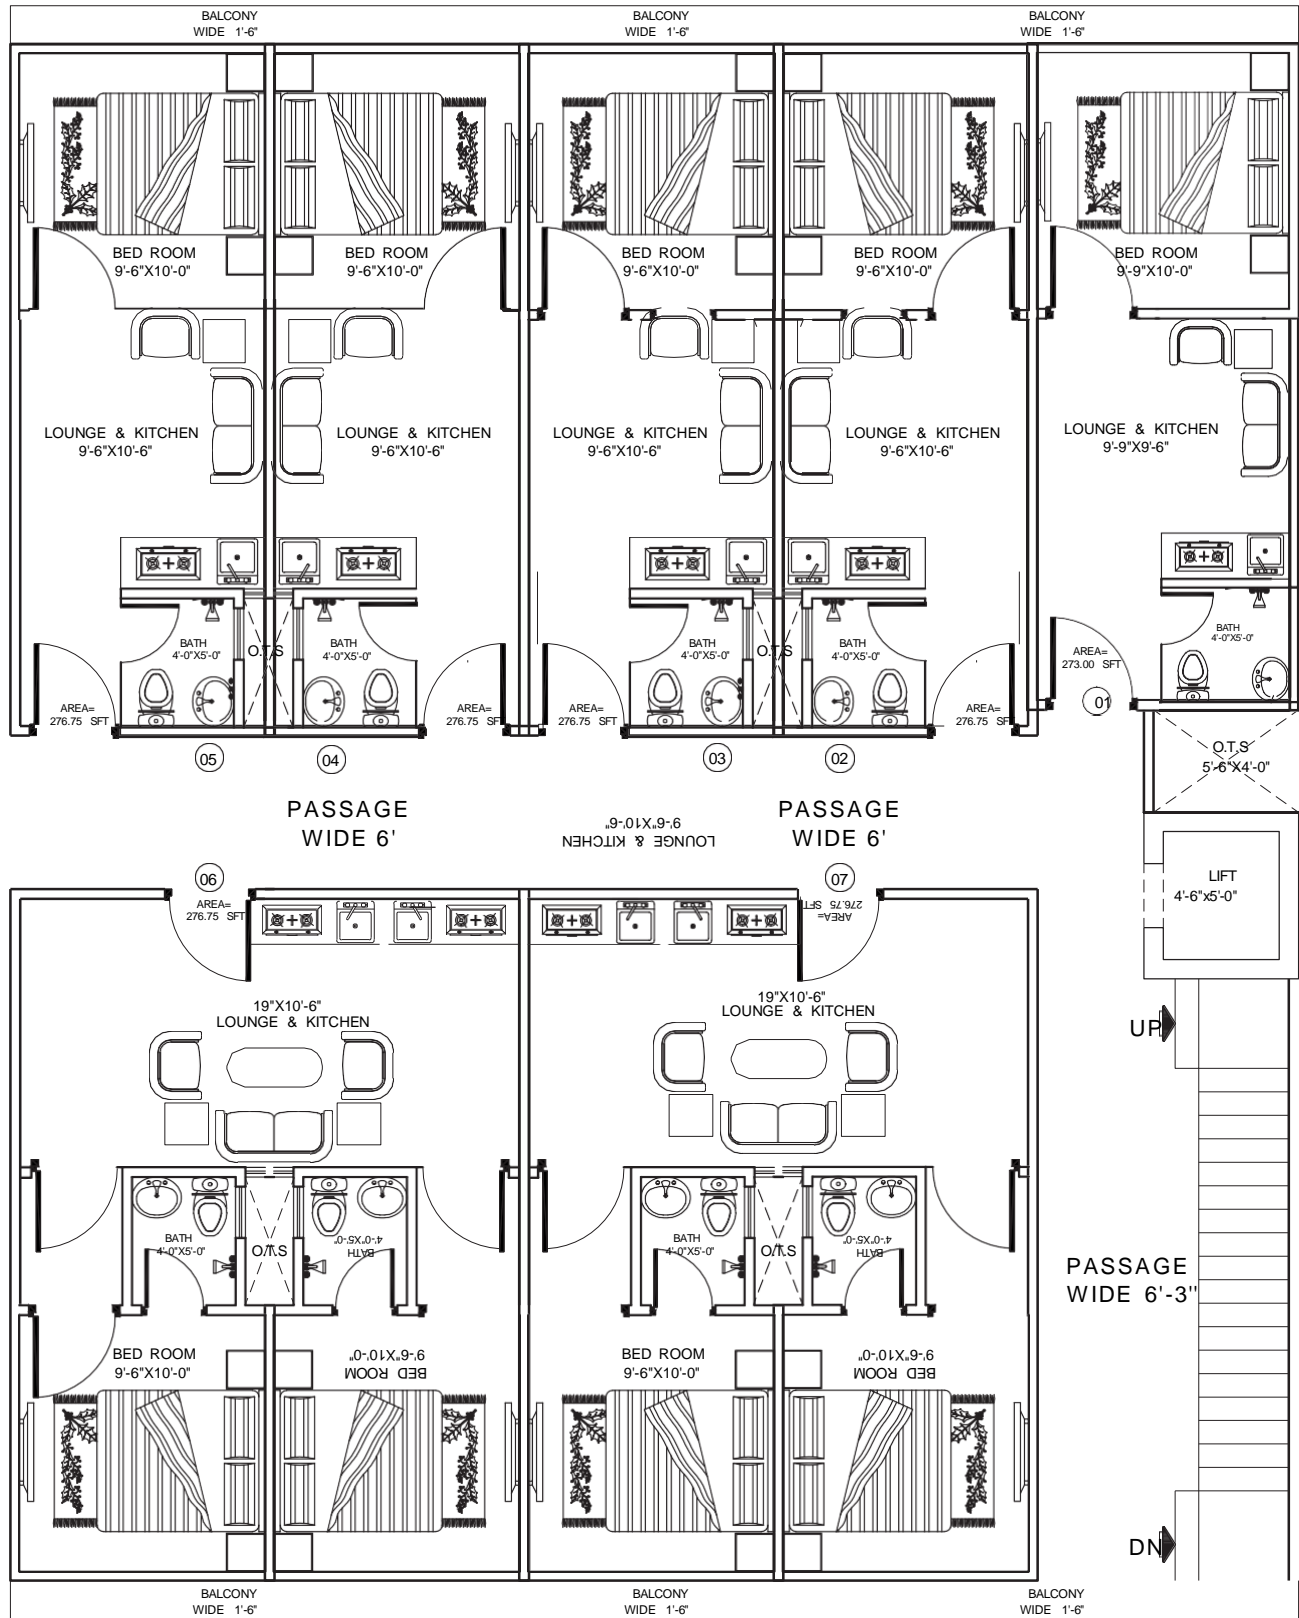 BALCONY
WIDE 1'-6"
BALCONY
WIDE 1'-6"
BALCONY
WIDE 1'-6"
BED ROOM
9'-6"X10'-0"
BED ROOM
9'-6"X10'-0"
BED ROOM
9'-6"X10'-0"
BED ROOM
9'-6"X10'-0"
BED ROOM
9'-9"X10'-0"
LOUNGE & KITCHEN
9'-6"X10'-6"
LOUNGE & KITCHEN
9'-6"X10'-6"
LOUNGE & KITCHEN
9'-6"X10'-6"
LOUNGE & KITCHEN
9'-6"X10'-6"
LOUNGE & KITCHEN
9'-9"X9'-6"
BATH
4'-0"X5'-0"
O.T.S
BATH
4'-0"X5'-0"
BATH
4'-0"X5'-0"
O.T.S
BATH
4'-0"X5'-0"
BATH
4'-0"X5'-0"
AREA=
276.75 SFT
AREA=
276.75 SFT
AREA=
276.75 SFT
AREA=
276.75 SFT
AREA=
273.00 SFT
05
04
03
02
01
O.T.S
5'-6"X4'-0"
PASSAGE
WIDE 6'
LOUNGE & KITCHEN
9'-6"X10'-6"
PASSAGE
WIDE 6'
06
AREA=
276.75 SFT
07
AREA=
276.75 SFT
LIFT
4'-6"x5'-0"
19"X10'-6"
LOUNGE & KITCHEN
19"X10'-6"
LOUNGE & KITCHEN
UP
BATH
4'-0"X5'-0"
O.T.S
BATH
4'-0"X5'-0"
BATH
4'-0"X5'-0"
O.T.S
BATH
4'-0"X5'-0"
PASSAGE
WIDE 6'-3"
BED ROOM
9'-6"X10'-0"
BED ROOM
9'-6"X10'-0"
BED ROOM
9'-6"X10'-0"
BED ROOM
9'-6"X10'-0"
DN
BALCONY
WIDE 1'-6"
BALCONY
WIDE 1'-6"
BALCONY
WIDE 1'-6"